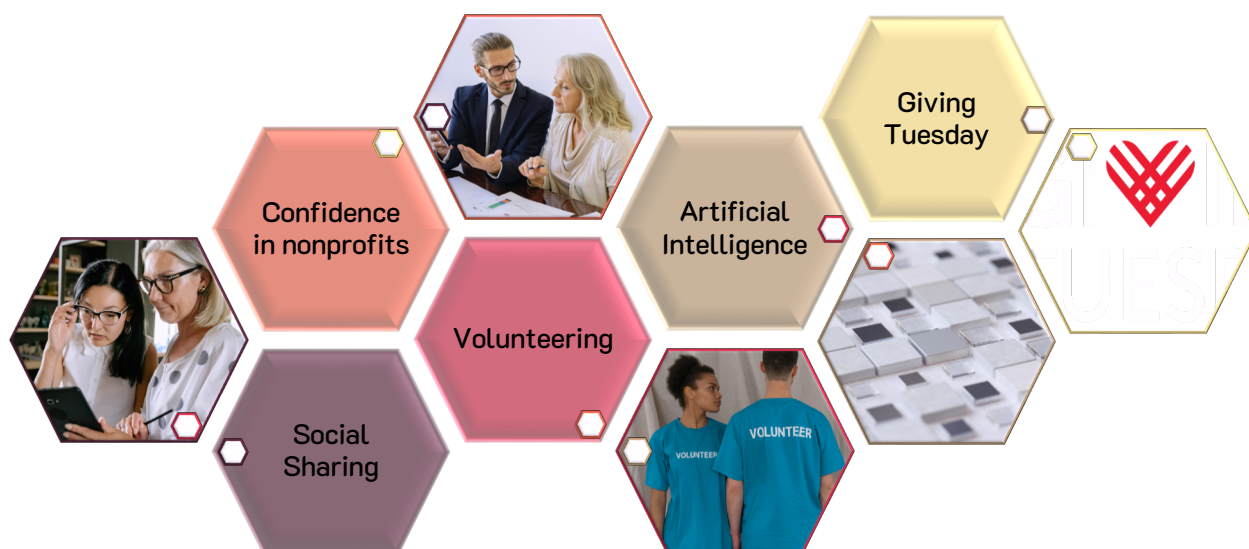 Giving
Tuesday
Confidence
in nonprofits
Artificial
Intelligence
Volunteering
Social
Sharing
VOLUNTEER
VOLUNTEER